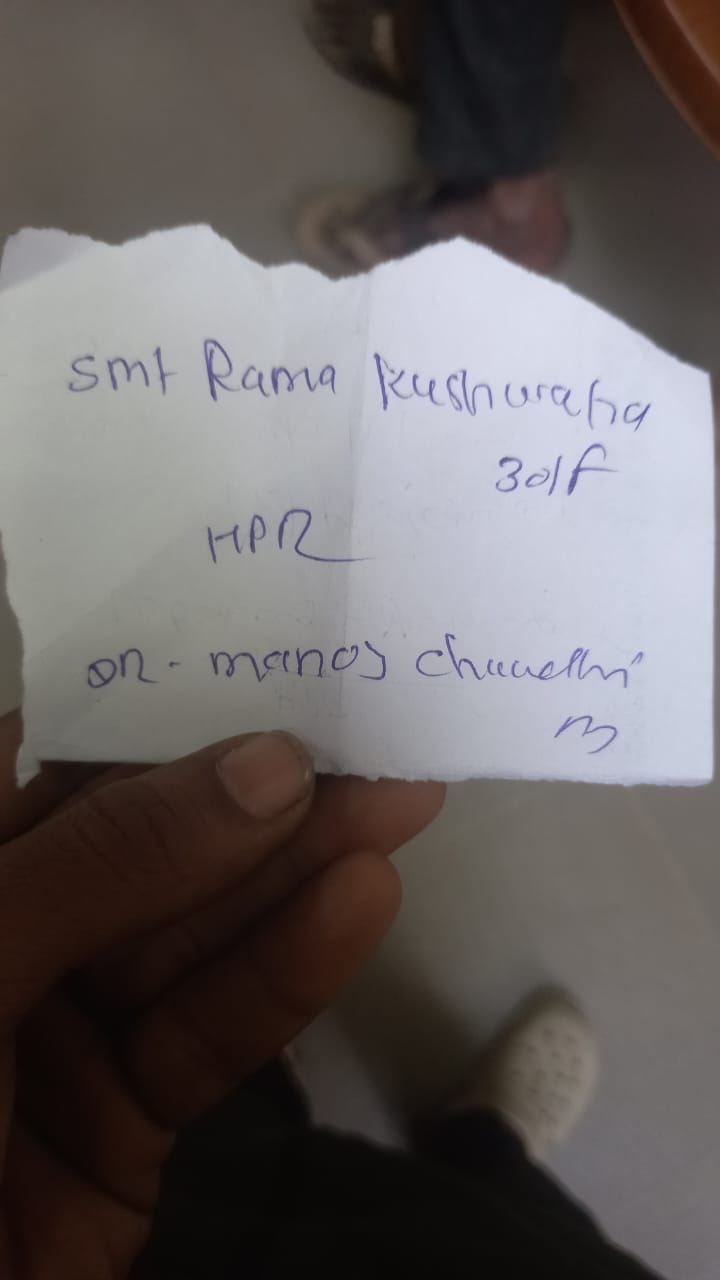 Smt Rama Kushwaha
30/f
HPR
DR - manoj chaudhri